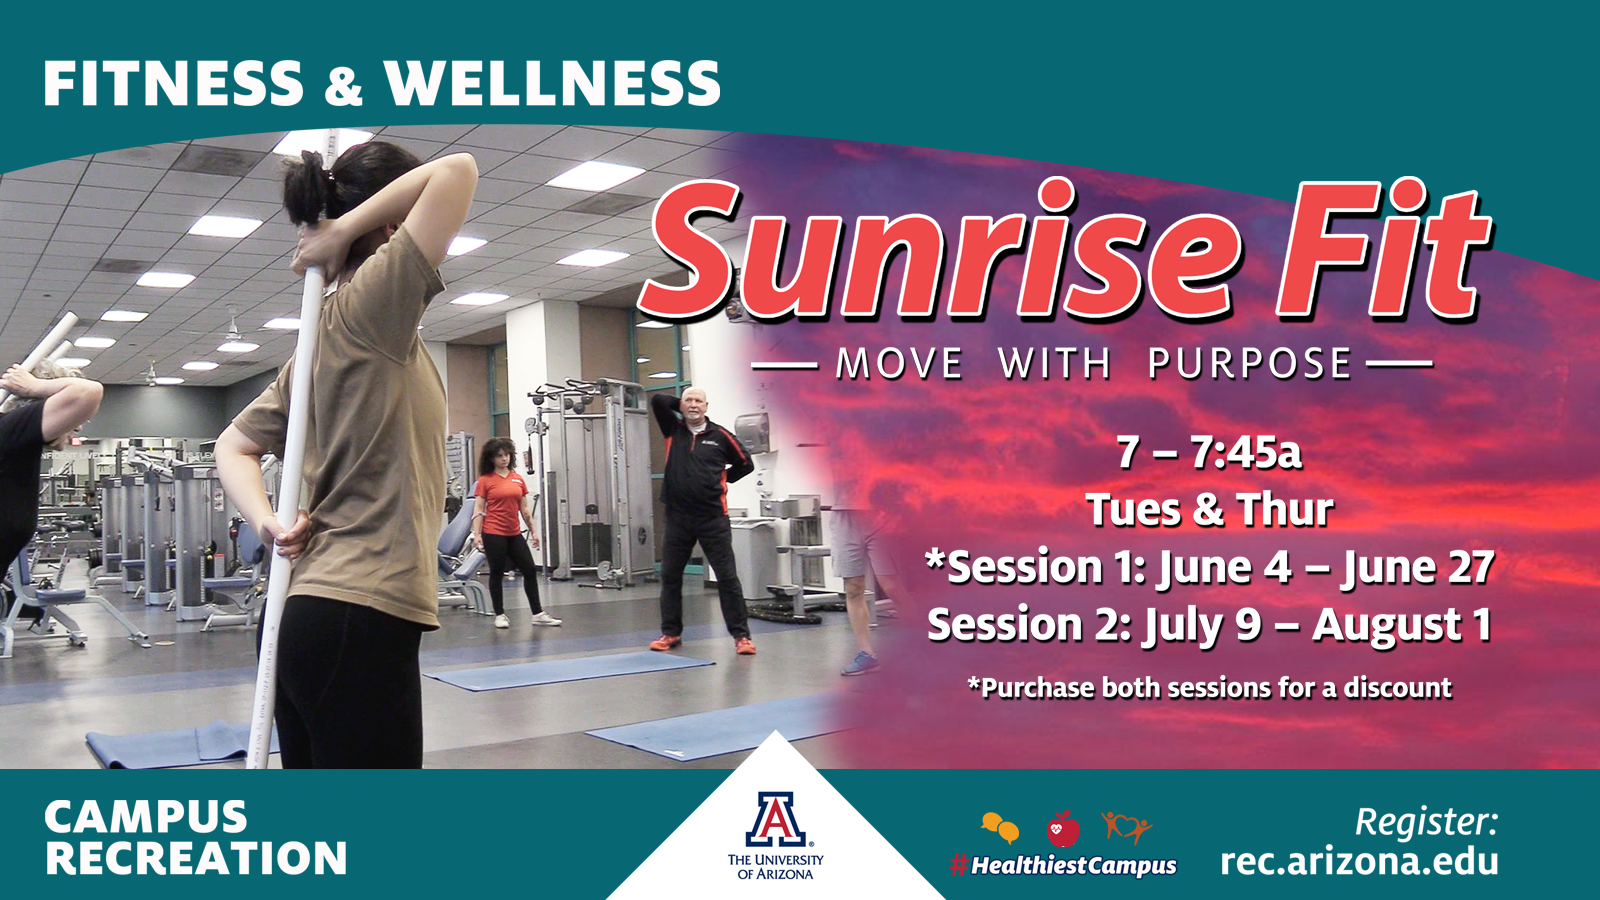 FITNESS & WELLNESS
Sunrise Fit
MOVE WITH PURPOSE
7 – 7:45a
Tues & Thur
*Session 1: June 4 – June 27
Session 2: July 9 – August 1
*Purchase both sessions for a discount
CAMPUS
RECREATION
A
THE UNIVERSITY
OF ARIZONA
#HealthiestCampus
Register:
rec.arizona.edu